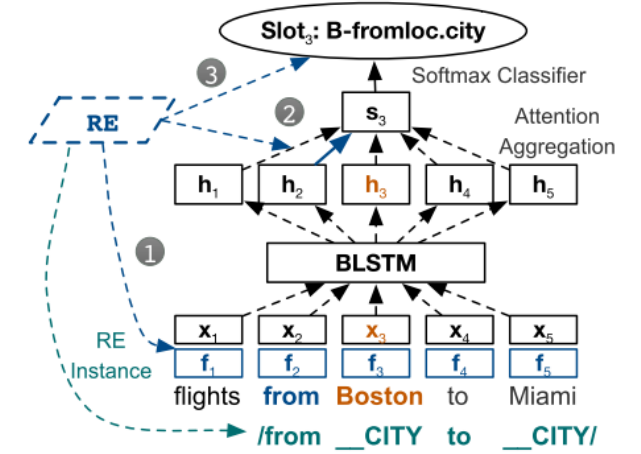 Slot₃: B-fromloc.city
3
Softmax Classifier
RE
2
s₃
Attention
Aggregation
h₁ h₂ h₃ h₄ h₅
1
BLSTM
x₁ x₂ x₃ x₄ x₅
RE
Instance
f₁ f₂ f₃ f₄ f₅
flights from Boston to Miami
/from __CITY to __CITY/